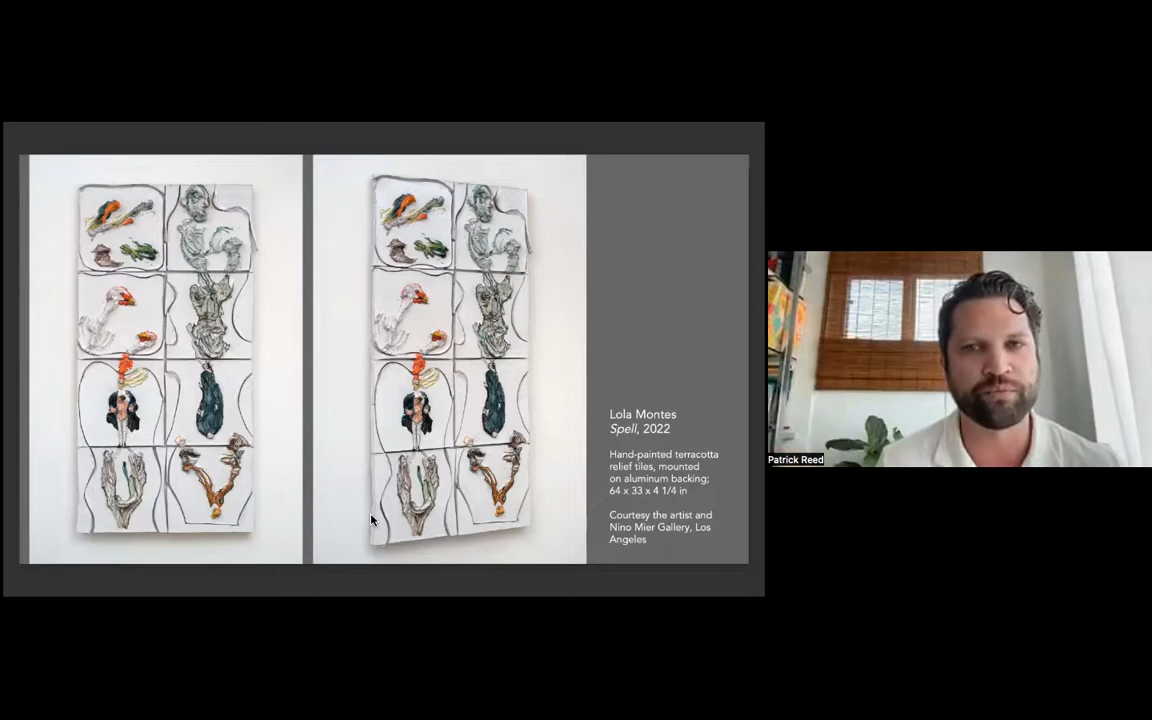 Lola Montes
Spell, 2022
Hand-painted terracotta
relief tiles, mounted
on aluminum backing;
64 x 33 x 4 1/4 in
Courtesy the artist and
Nino Mier Gallery, Los
Angeles
Patrick Reed